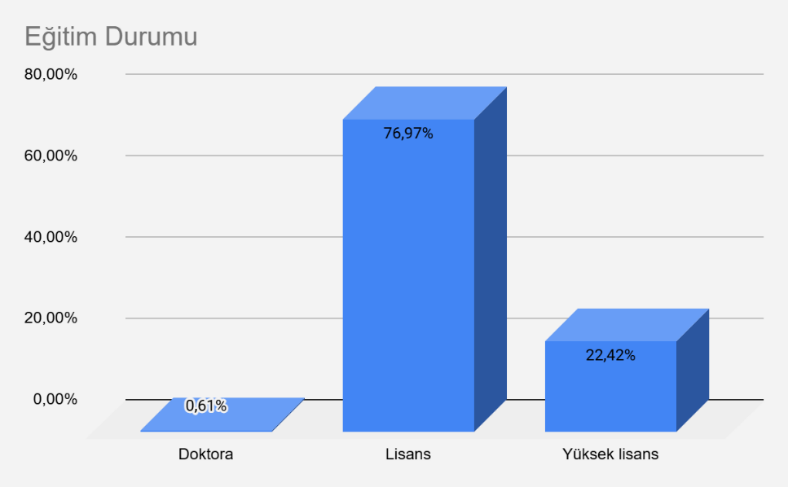 Eğitim Durumu
80,00%
60,00%
40,00%
20,00%
0,00%
0,61%
76,97%
22,42%
Doktora
Lisans
Yüksek lisans